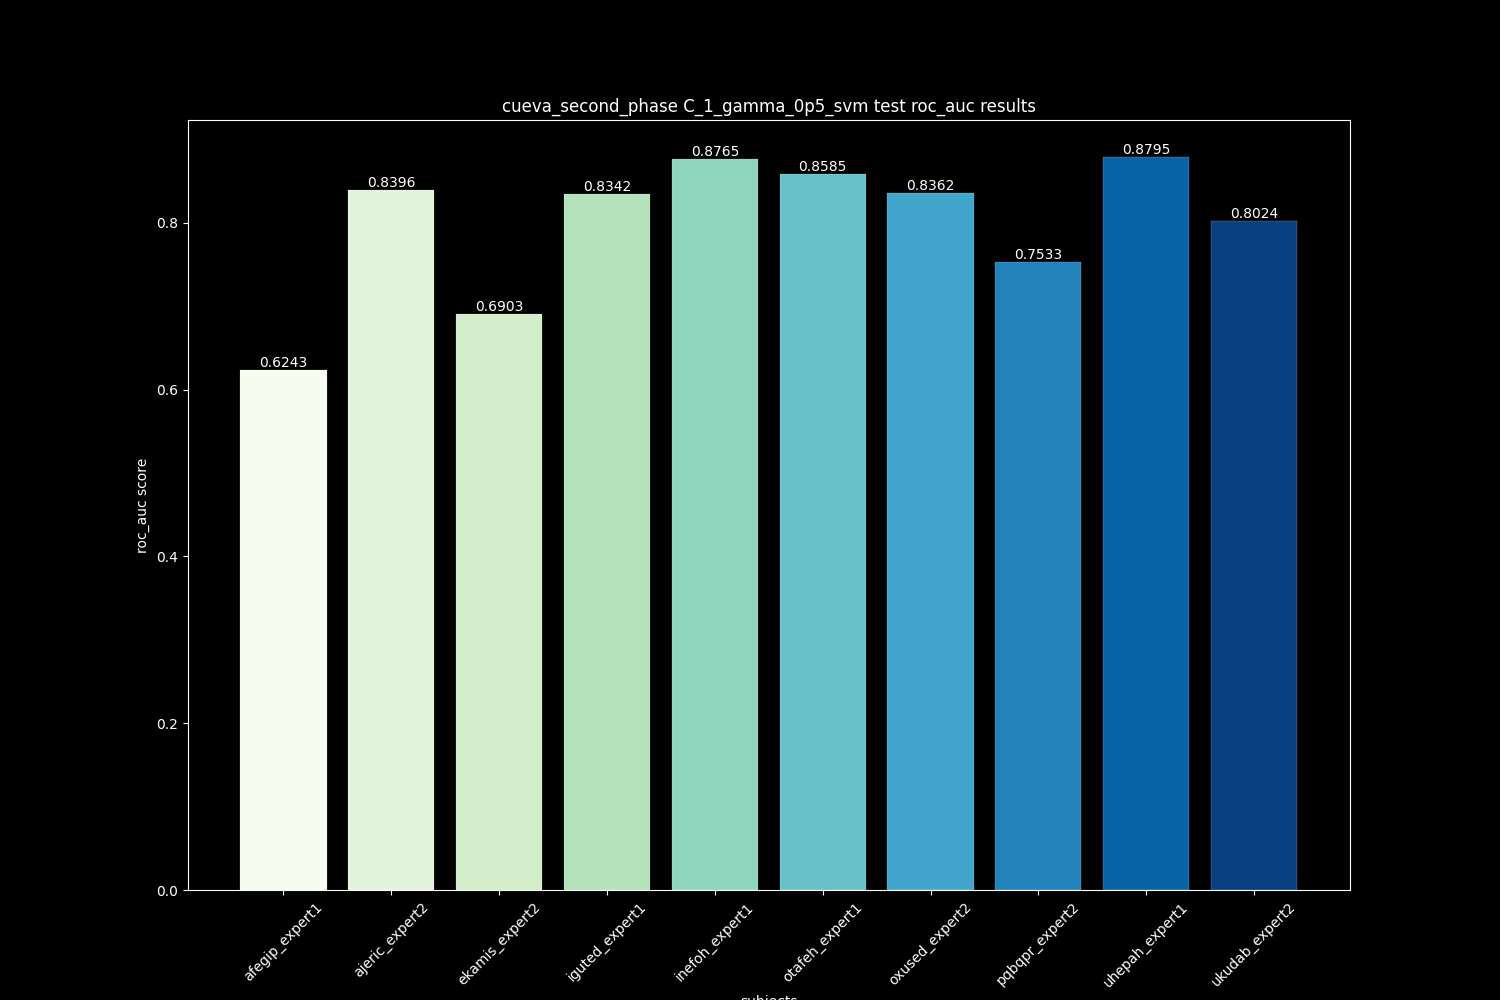 cueva_second_phase C_1_gamma_0p5_svm test roc_auc results
0.8765
0.8795
0.8585
0.8396
0.8342
0.8362
0.8024
0.7533
0.6903
0.6243
0.8
0.6
0.4
0.2
0.0
roc_auc score
afegip_expert1
ajeric_expert2
ekamis_expert2
iguted_expert1
inefoh_expert1
otafeh_expert1
oxused_expert2
pqbqpr_expert2
uhepah_expert1
ukudab_expert2
subjects